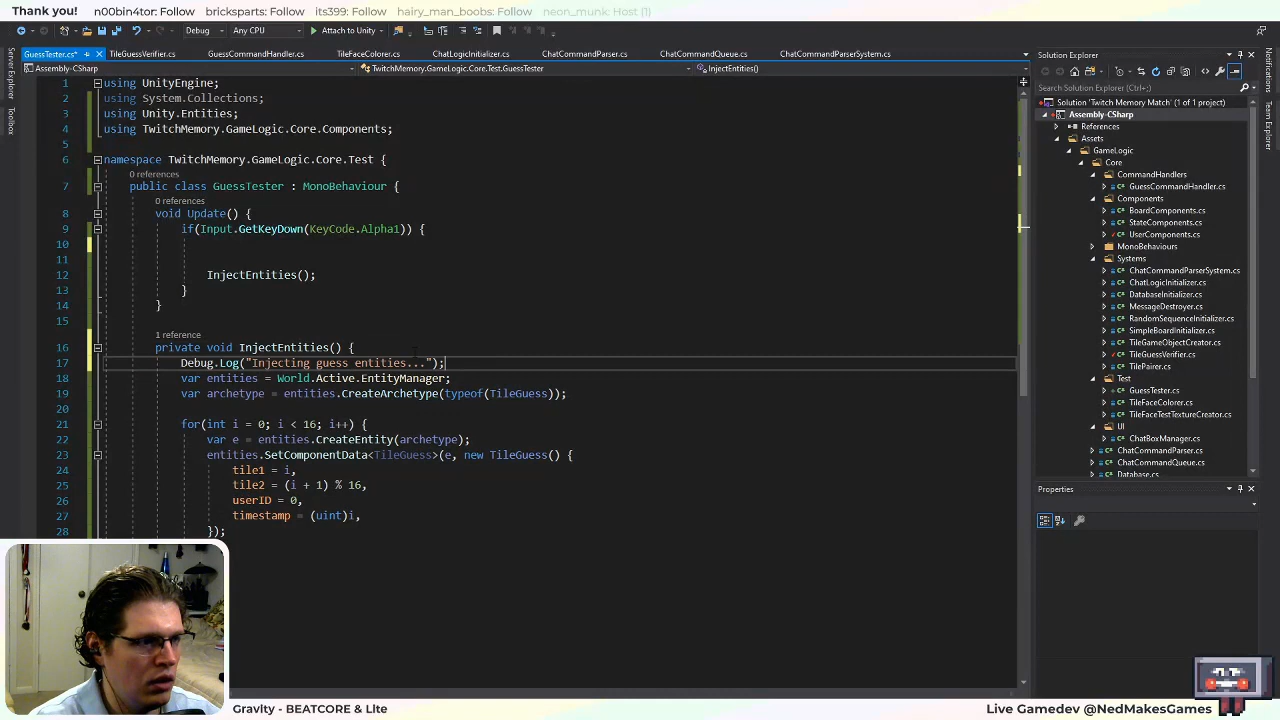 Thank you! n00bin4tor: Follow bricksparts: Follow its399: Follow hairy_man_boobs: Follow neon_munk: Host (1)
Debug Any CPU Attach to Unity
GuessTester.cs* TileGuessVerifier.cs GuessCommandHandler.cs TileFaceColorer.cs ChatLogicInitializer.cs ChatCommandParser.cs ChatCommandQueue.cs ChatCommandParserSystem.cs
Assembly-CSharp TwitchMemory.GameLogic.Core.Test.GuessTester InjectEntities()
Server Explorer
Toolbox
1 using UnityEngine;
2 using System.Collections;
3 using Unity.Entities;
4 using TwitchMemory.GameLogic.Core.Components;
5
6 namespace TwitchMemory.GameLogic.Core.Test {
0 references
7 public class GuessTester : MonoBehaviour {
0 references
8 void Update() {
9 if(Input.GetKeyDown(KeyCode.Alpha1)) {
10
11
12 InjectEntities();
13 }
14 }
15
1 reference
16 private void InjectEntities() {
17 Debug.Log("Injecting guess entities...");
18 var entities = World.Active.EntityManager;
19 var archetype = entities.CreateArchetype(typeof(TileGuess));
20
21 for(int i = 0; i < 16; i++) {
22 var e = entities.CreateEntity(archetype);
23 entities.SetComponentData<TileGuess>(e, new TileGuess() {
24 tile1 = i,
25 tile2 = (i + 1) % 16,
26 userID = 0,
27 timestamp = (uint)i,
28 });
Solution Explorer
Search Solution Explorer (Ctrl+;)
Solution 'Twitch Memory Match' (1 of 1 project)
Assembly-CSharp
References
Assets
GameLogic
Core
CommandHandlers
GuessCommandHandler.cs
Components
BoardComponents.cs
StateComponents.cs
UserComponents.cs
MonoBehaviours
Systems
ChatCommandParserSystem.cs
ChatLogicInitializer.cs
DatabaseInitializer.cs
MessageDestroyer.cs
RandomSequenceInitializer.cs
SimpleBoardInitializer.cs
TileGameObjectCreator.cs
TileGuessVerifier.cs
TilePairer.cs
Test
GuessTester.cs
TileFaceColorer.cs
TileFaceTestTextureCreator.cs
UI
ChatBoxManager.cs
ChatCommandParser.cs
ChatCommandQueue.cs
Database.cs
Properties
Notifications
Team Explorer
Gravity - BEATCORE & Lite
Live Gamedev @NedMakesGames